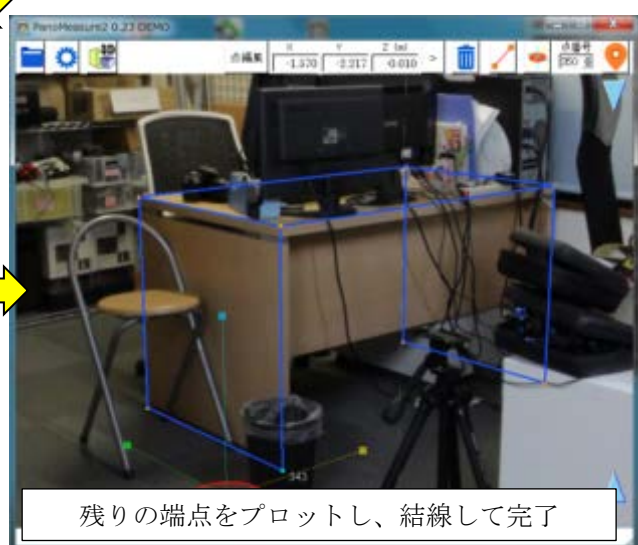 PanoMeasure2 0.23 DEMO
3D
点編集
X Y Z (m)
-1.570 -2.217 -0.010 >
点番号
343
残りの端点をプロットし、結線して完了